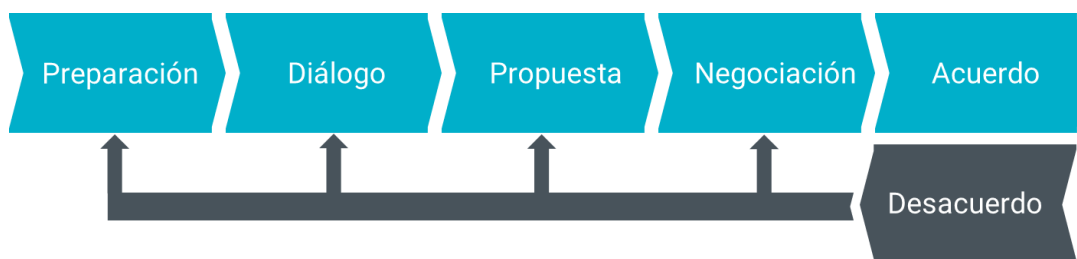 Preparación
Diálogo
Propuesta
Negociación
Acuerdo
Desacuerdo